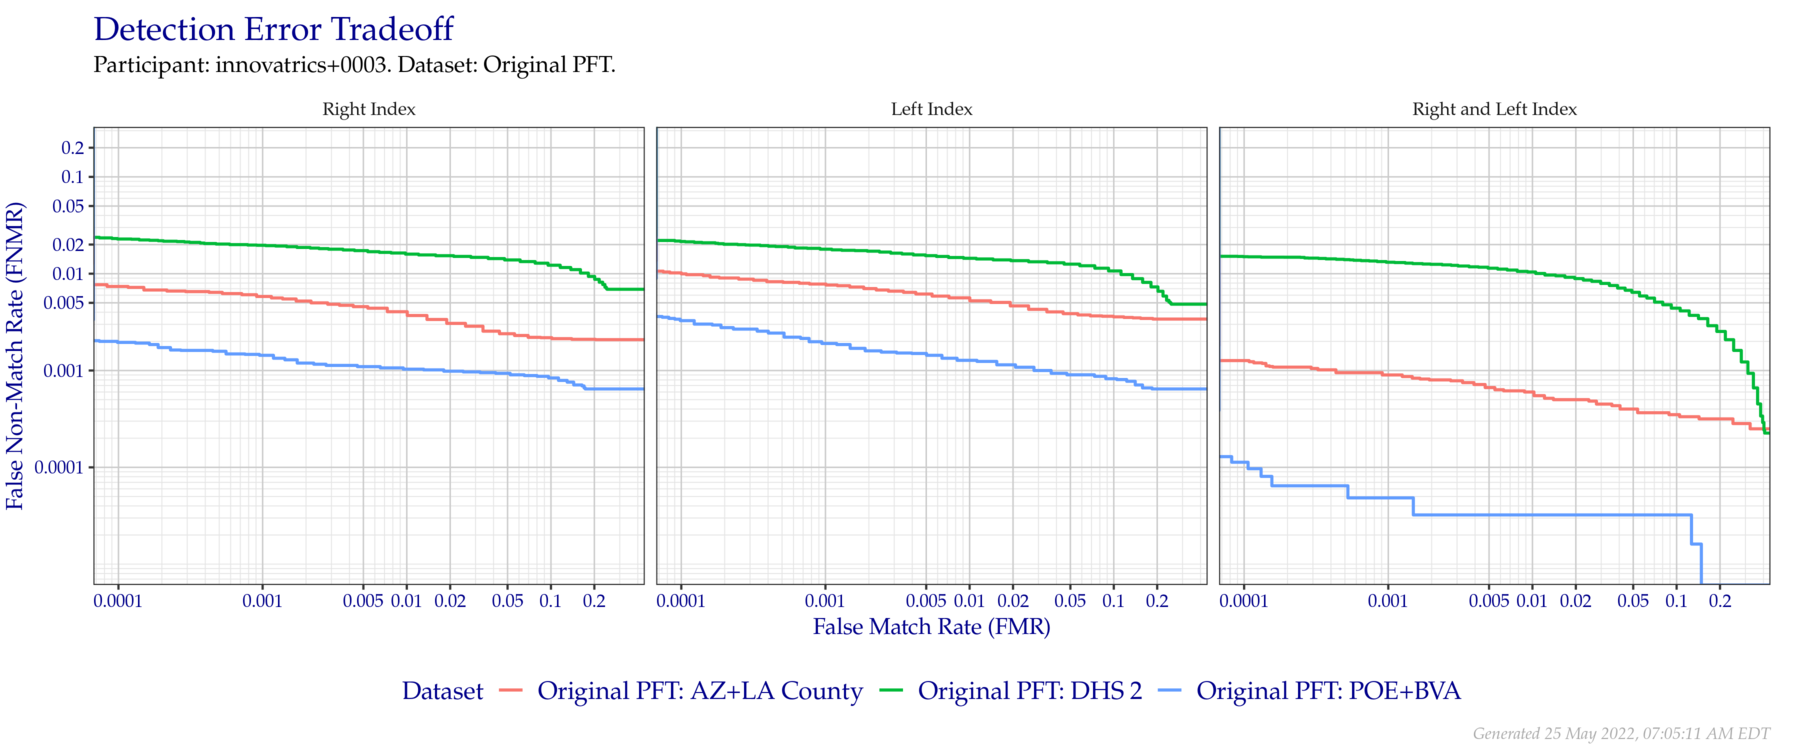 Detection Error Tradeoff
Participant: innovatrics+0003. Dataset: Original PFT.
Right Index
Left Index
Right and Left Index
False Non-Match Rate (FNMR)
0.2
0.1
0.05
0.02
0.01
0.005
0.001
0.0001
0.0001 0.001 0.005 0.01 0.02 0.05 0.1 0.2
0.0001 0.001 0.005 0.01 0.02 0.05 0.1 0.2
0.0001 0.001 0.005 0.01 0.02 0.05 0.1 0.2
False Match Rate (FMR)
Dataset Original PFT: AZ+LA County Original PFT: DHS 2 Original PFT: POE+BVA
Generated 25 May 2022, 07:05:11 AM EDT